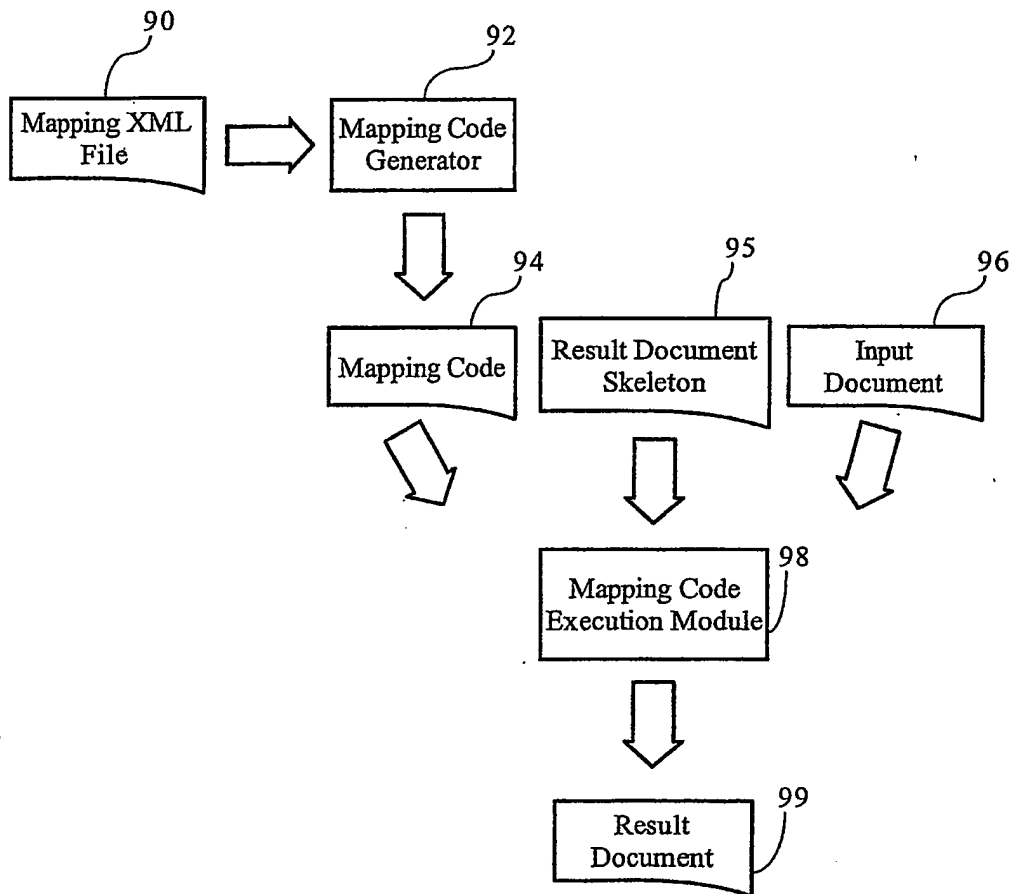 90
92
Mapping XML
File
Mapping Code
Generator
94
95
96
Mapping Code
Result Document
Skeleton
Input
Document
98
Mapping Code
Execution Module
99
Result
Document